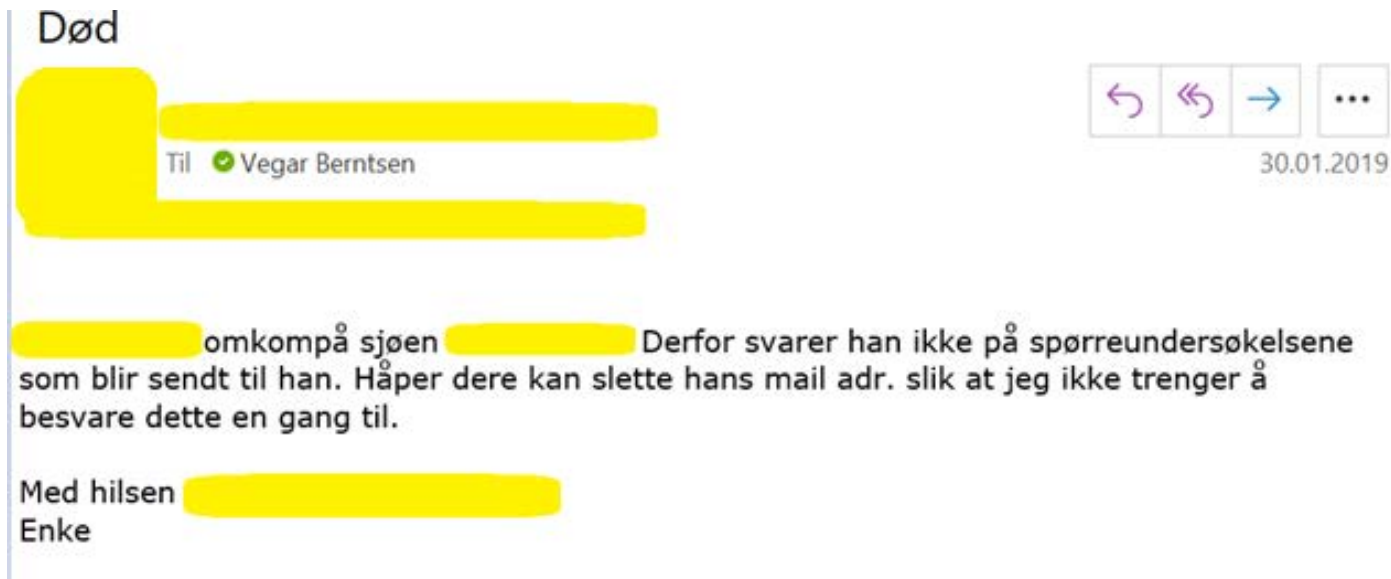 Død
Til Vegar Berntsen
30.01.2019
omkompå sjøen Derfor svarer han ikke på spørreundersøkelsene
som blir sendt til han. Håper dere kan slette hans mail adr. slik at jeg ikke trenger å
besvare dette en gang til.
Med hilsen
Enke